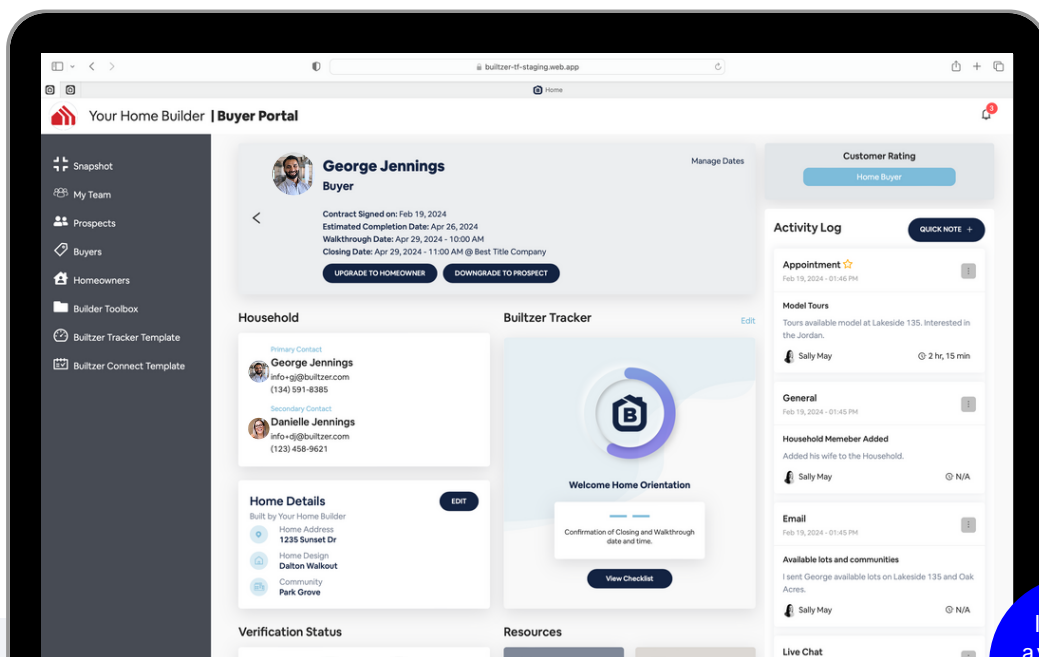 builtzer-tf-staging.web.app
Home
Your Home Builder | Buyer Portal
3
Snapshot
My Team
Prospects
Buyers
Homeowners
Builder Toolbox
Builtzer Tracker Template
Builtzer Connect Template
George Jennings
Manage Dates
Buyer
Contract Signed on: Feb 19, 2024
Estimated Completion Date: Apr 26, 2024
Walkthrough Date: Apr 29, 2024 - 10:00 AM
Closing Date: Apr 29, 2024 - 11:00 AM @ Best Title Company
UPGRADE TO HOMEOWNER
DOWNGRADE TO PROSPECT
Household
Primary Contact
George Jennings
info+gj@builtzer.com
(134) 591-8385
Secondary Contact
Danielle Jennings
info+dj@builtzer.com
(123) 458-9621
Home Details
EDIT
Built by Your Home Builder
Home Address
1235 Sunset Dr
Home Design
Dalton Walkout
Community
Park Grove
Verification Status
Builtzer Tracker
Edit
B
Welcome Home Orientation
Confirmation of Closing and Walkthrough
date and time.
View Checklist
Resources
Customer Rating
Home Buyer
Activity Log
QUICK NOTE +
Appointment
Feb 19, 2024 - 01:46 PM
Model Tours
Tours available model at Lakeside 135. Interested in
the Jordan.
Sally May
2 hr, 15 min
General
Feb 19, 2024 - 01:45 PM
Household Memeber Added
Added his wife to the Household.
Sally May
N/A
Email
Feb 19, 2024 - 01:45 PM
Available lots and communities
I sent George available lots on Lakeside 135 and Oak
Acres.
Sally May
N/A
Live Chat